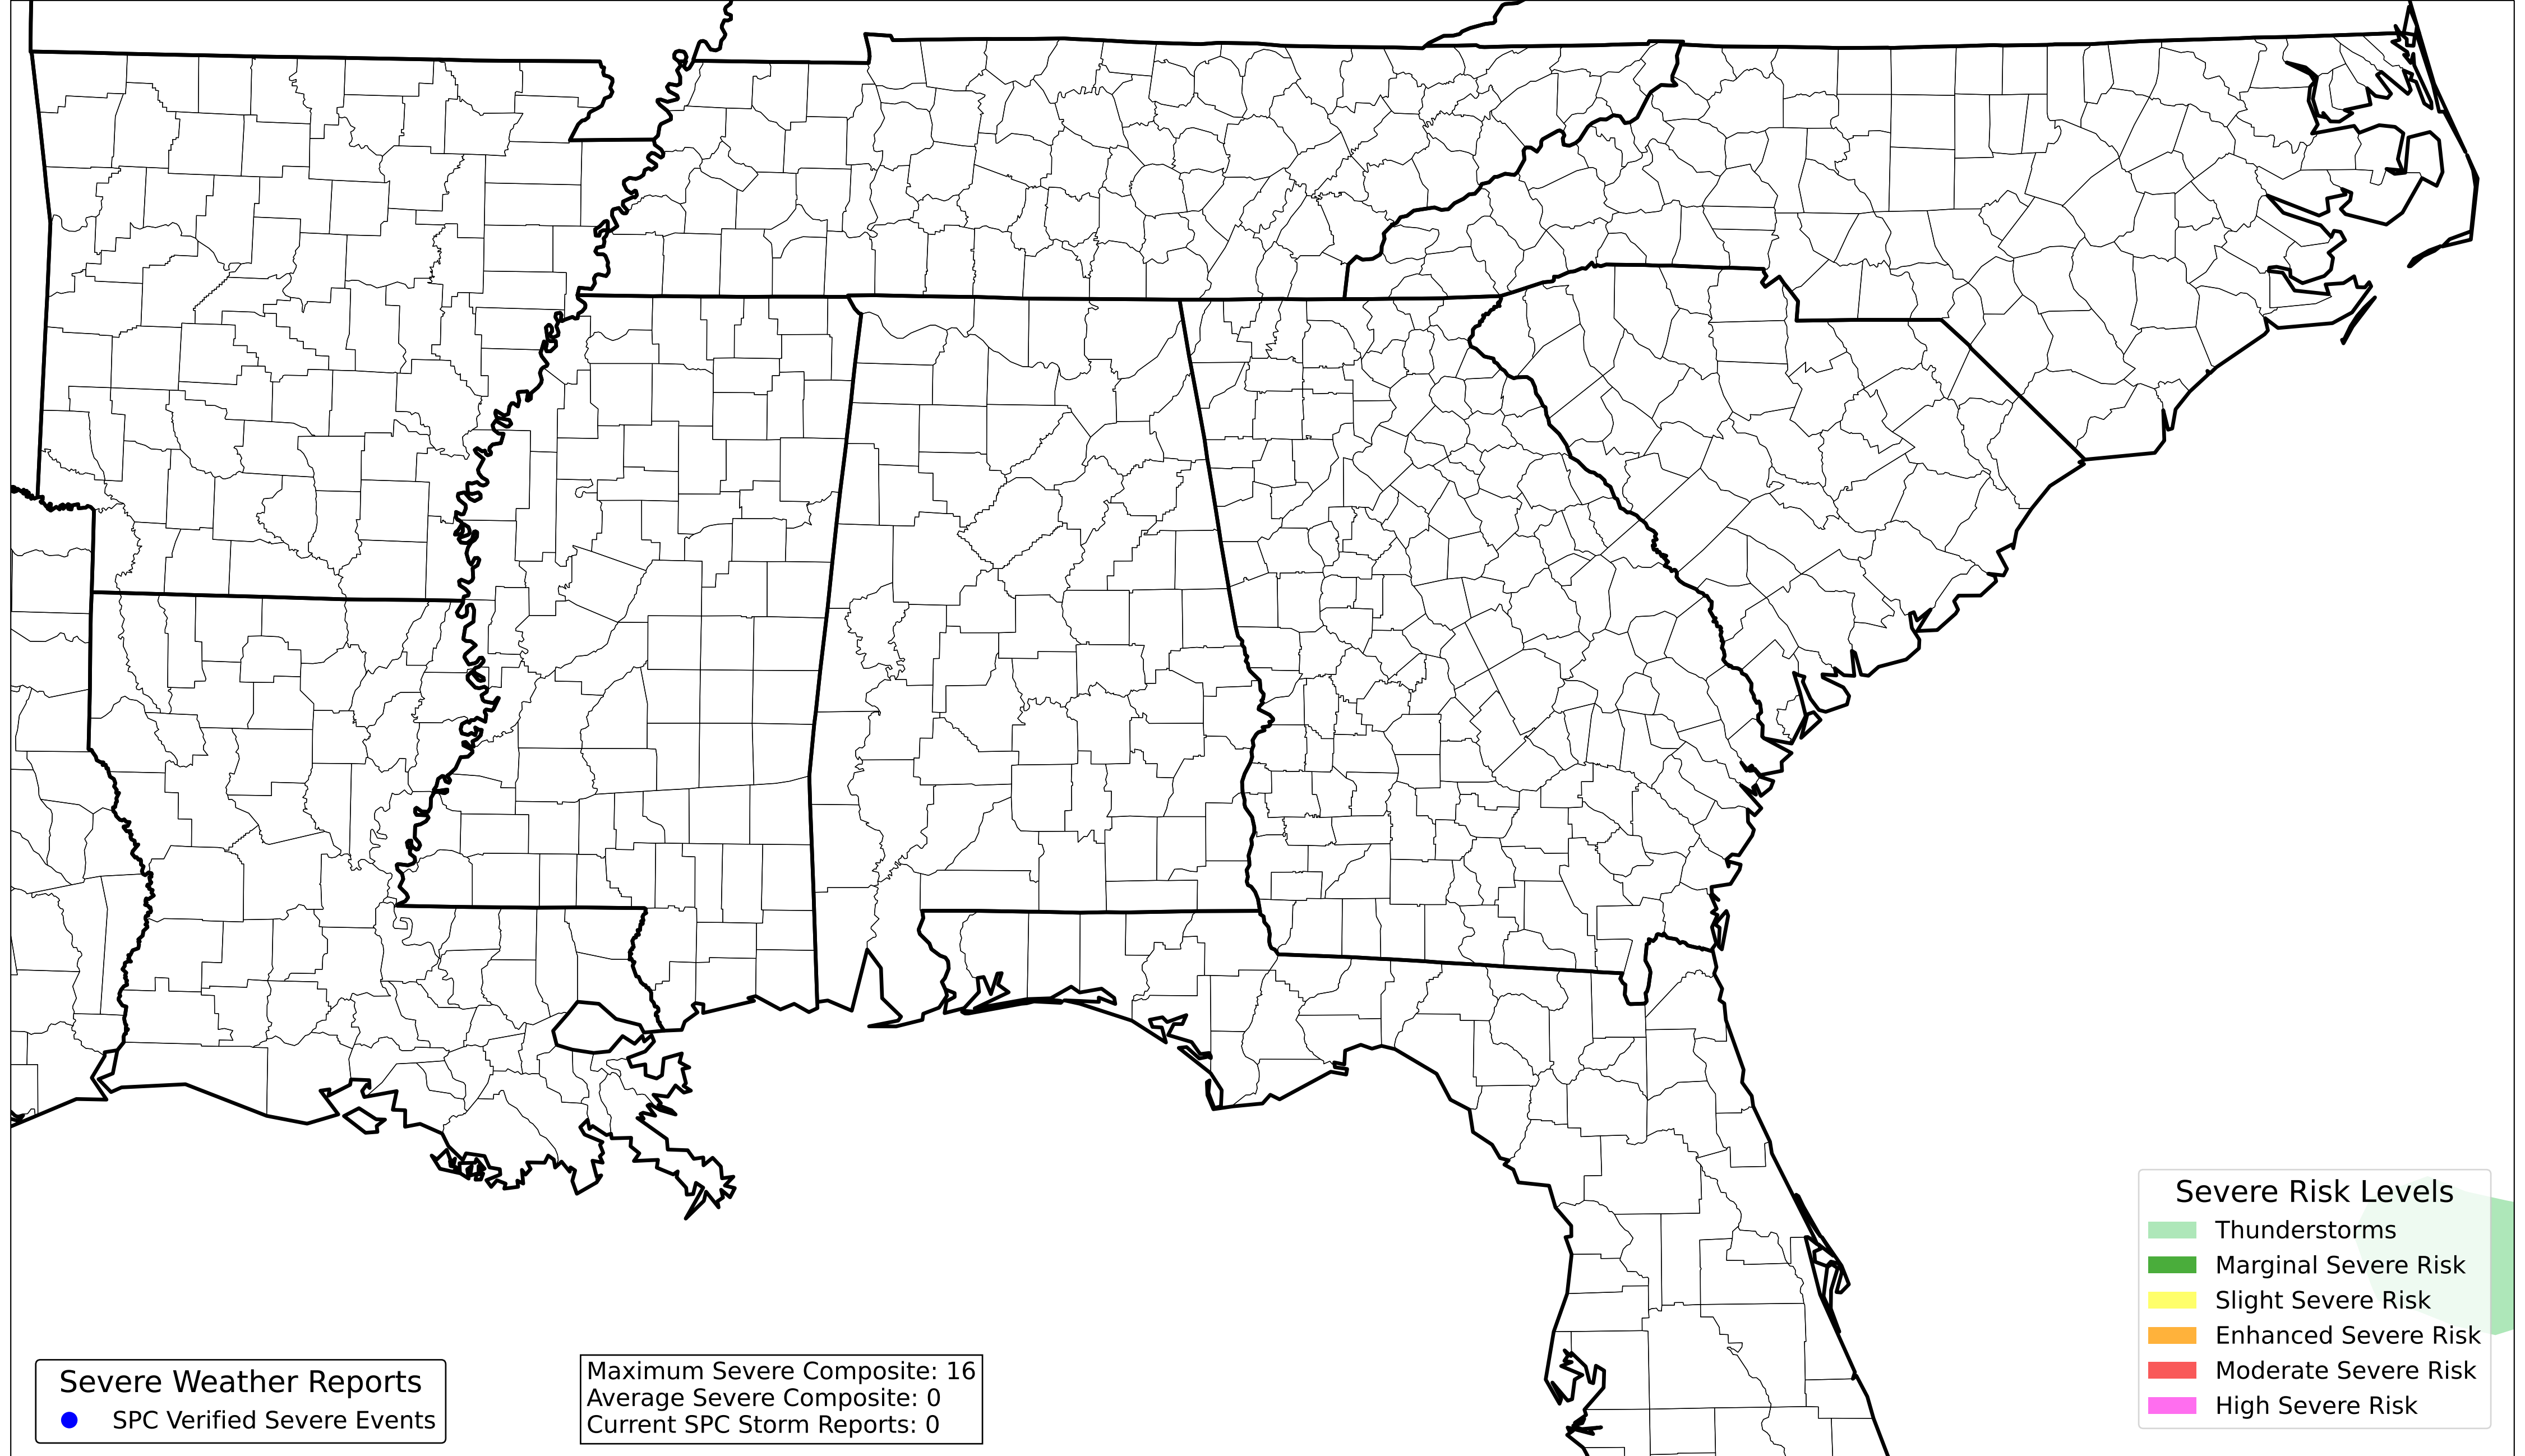 Severe Risk Levels
Thunderstorms
Marginal Severe Risk
Slight Severe Risk
Enhanced Severe Risk
Moderate Severe Risk
High Severe Risk
Severe Weather Reports
SPC Verified Severe Events
Maximum Severe Composite: 16
Average Severe Composite: 0
Current SPC Storm Reports: 0